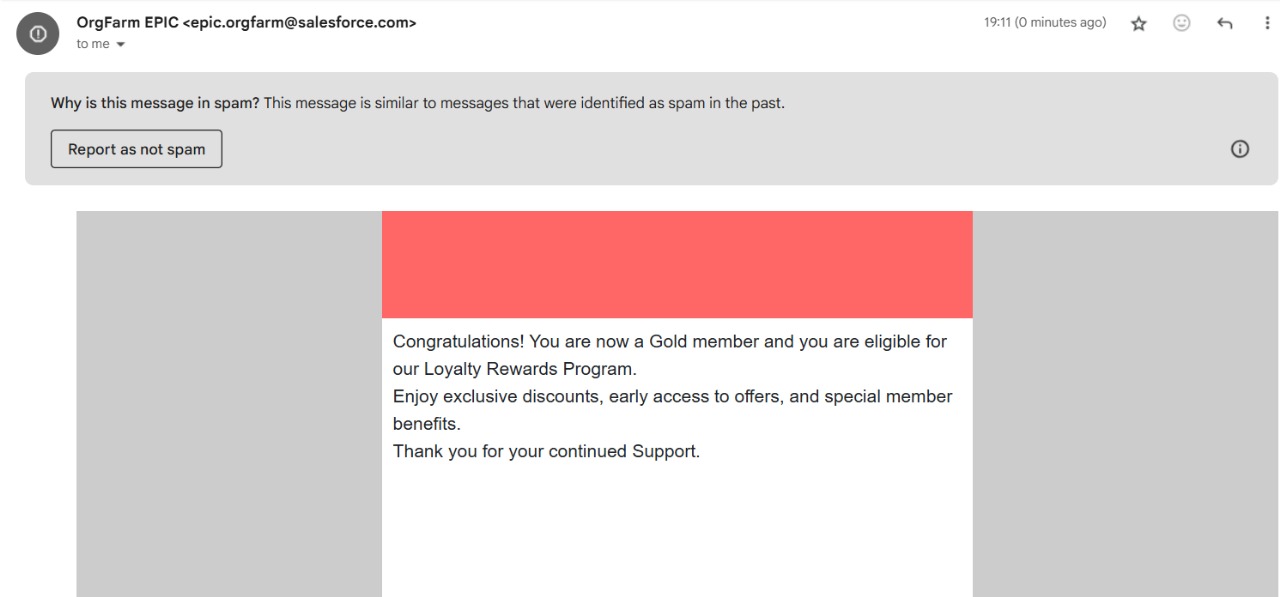 OrgFarm EPIC <epic.orgfarm@salesforce.com>
19:11 (0 minutes ago)
to me
Why is this message in spam? This message is similar to messages that were identified as spam in the past.
Report as not spam
Congratulations! You are now a Gold member and you are eligible for
our Loyalty Rewards Program.
Enjoy exclusive discounts, early access to offers, and special member
benefits.
Thank you for your continued Support.